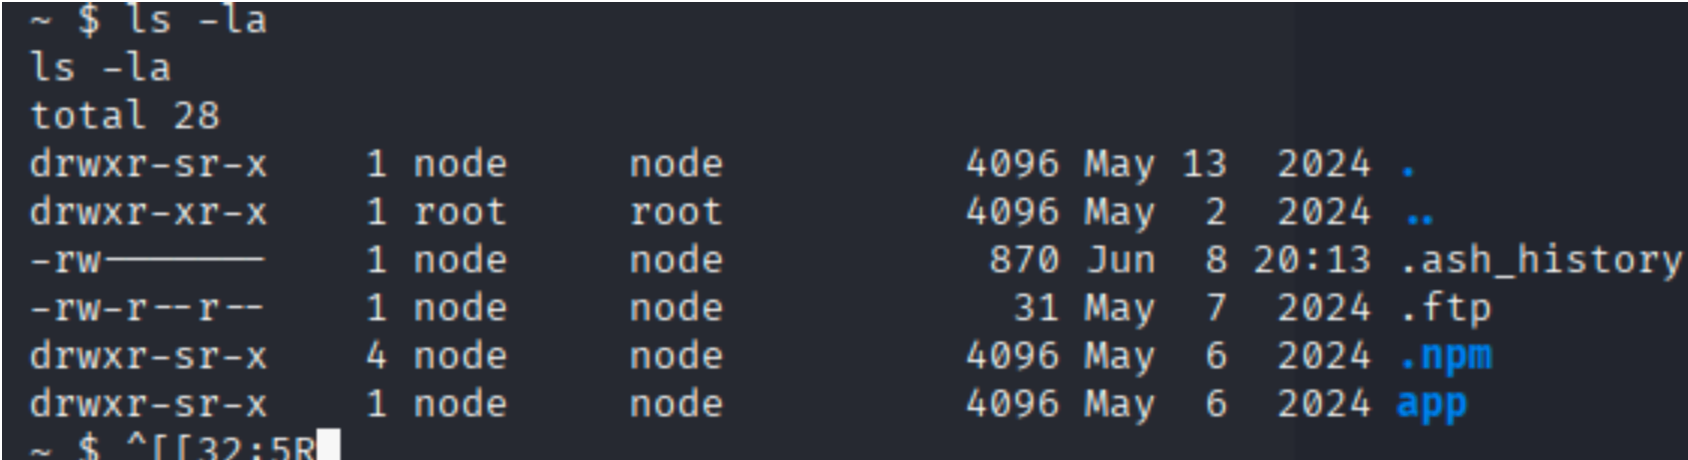 ~ $ ls -la
ls -la
total 28
drwxr-sr-x    1 node     node          4096 May 13  2024 .
drwxr-xr-x    1 root     root          4096 May  2  2024 ..
-rw-------    1 node     node           870 Jun  8 20:13 .ash_history
-rw-r--r--    1 node     node            31 May  7  2024 .ftp
drwxr-sr-x    4 node     node          4096 May  6  2024 .npm
drwxr-sr-x    1 node     node          4096 May  6  2024 app
~ $ ^[[32;5R